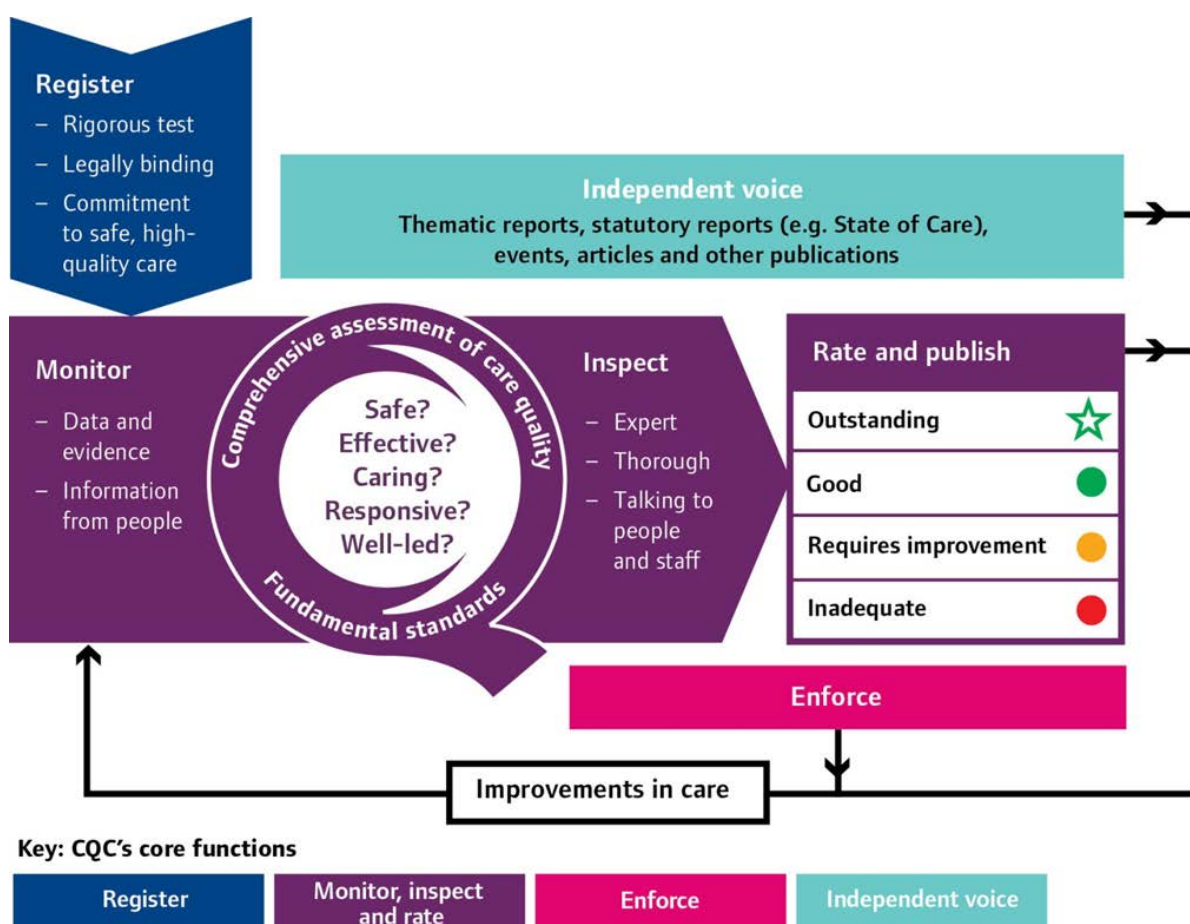 Register
– Rigorous test
– Legally binding
– Commitment
to safe, high-
quality care
Independent voice
Thematic reports, statutory reports (e.g. State of Care),
events, articles and other publications
Monitor
– Data and
evidence
– Information
from people
Comprehensive assessment of care quality
Safe?
Effective?
Caring?
Responsive?
Well-led?
Fundamental standards
Inspect
– Expert
– Thorough
– Talking to
people
and staff
Rate and publish
Outstanding
Good
Requires improvement
Inadequate
Enforce
Improvements in care
Key: CQC’s core functions
Register
Monitor, inspect
and rate
Enforce
Independent voice